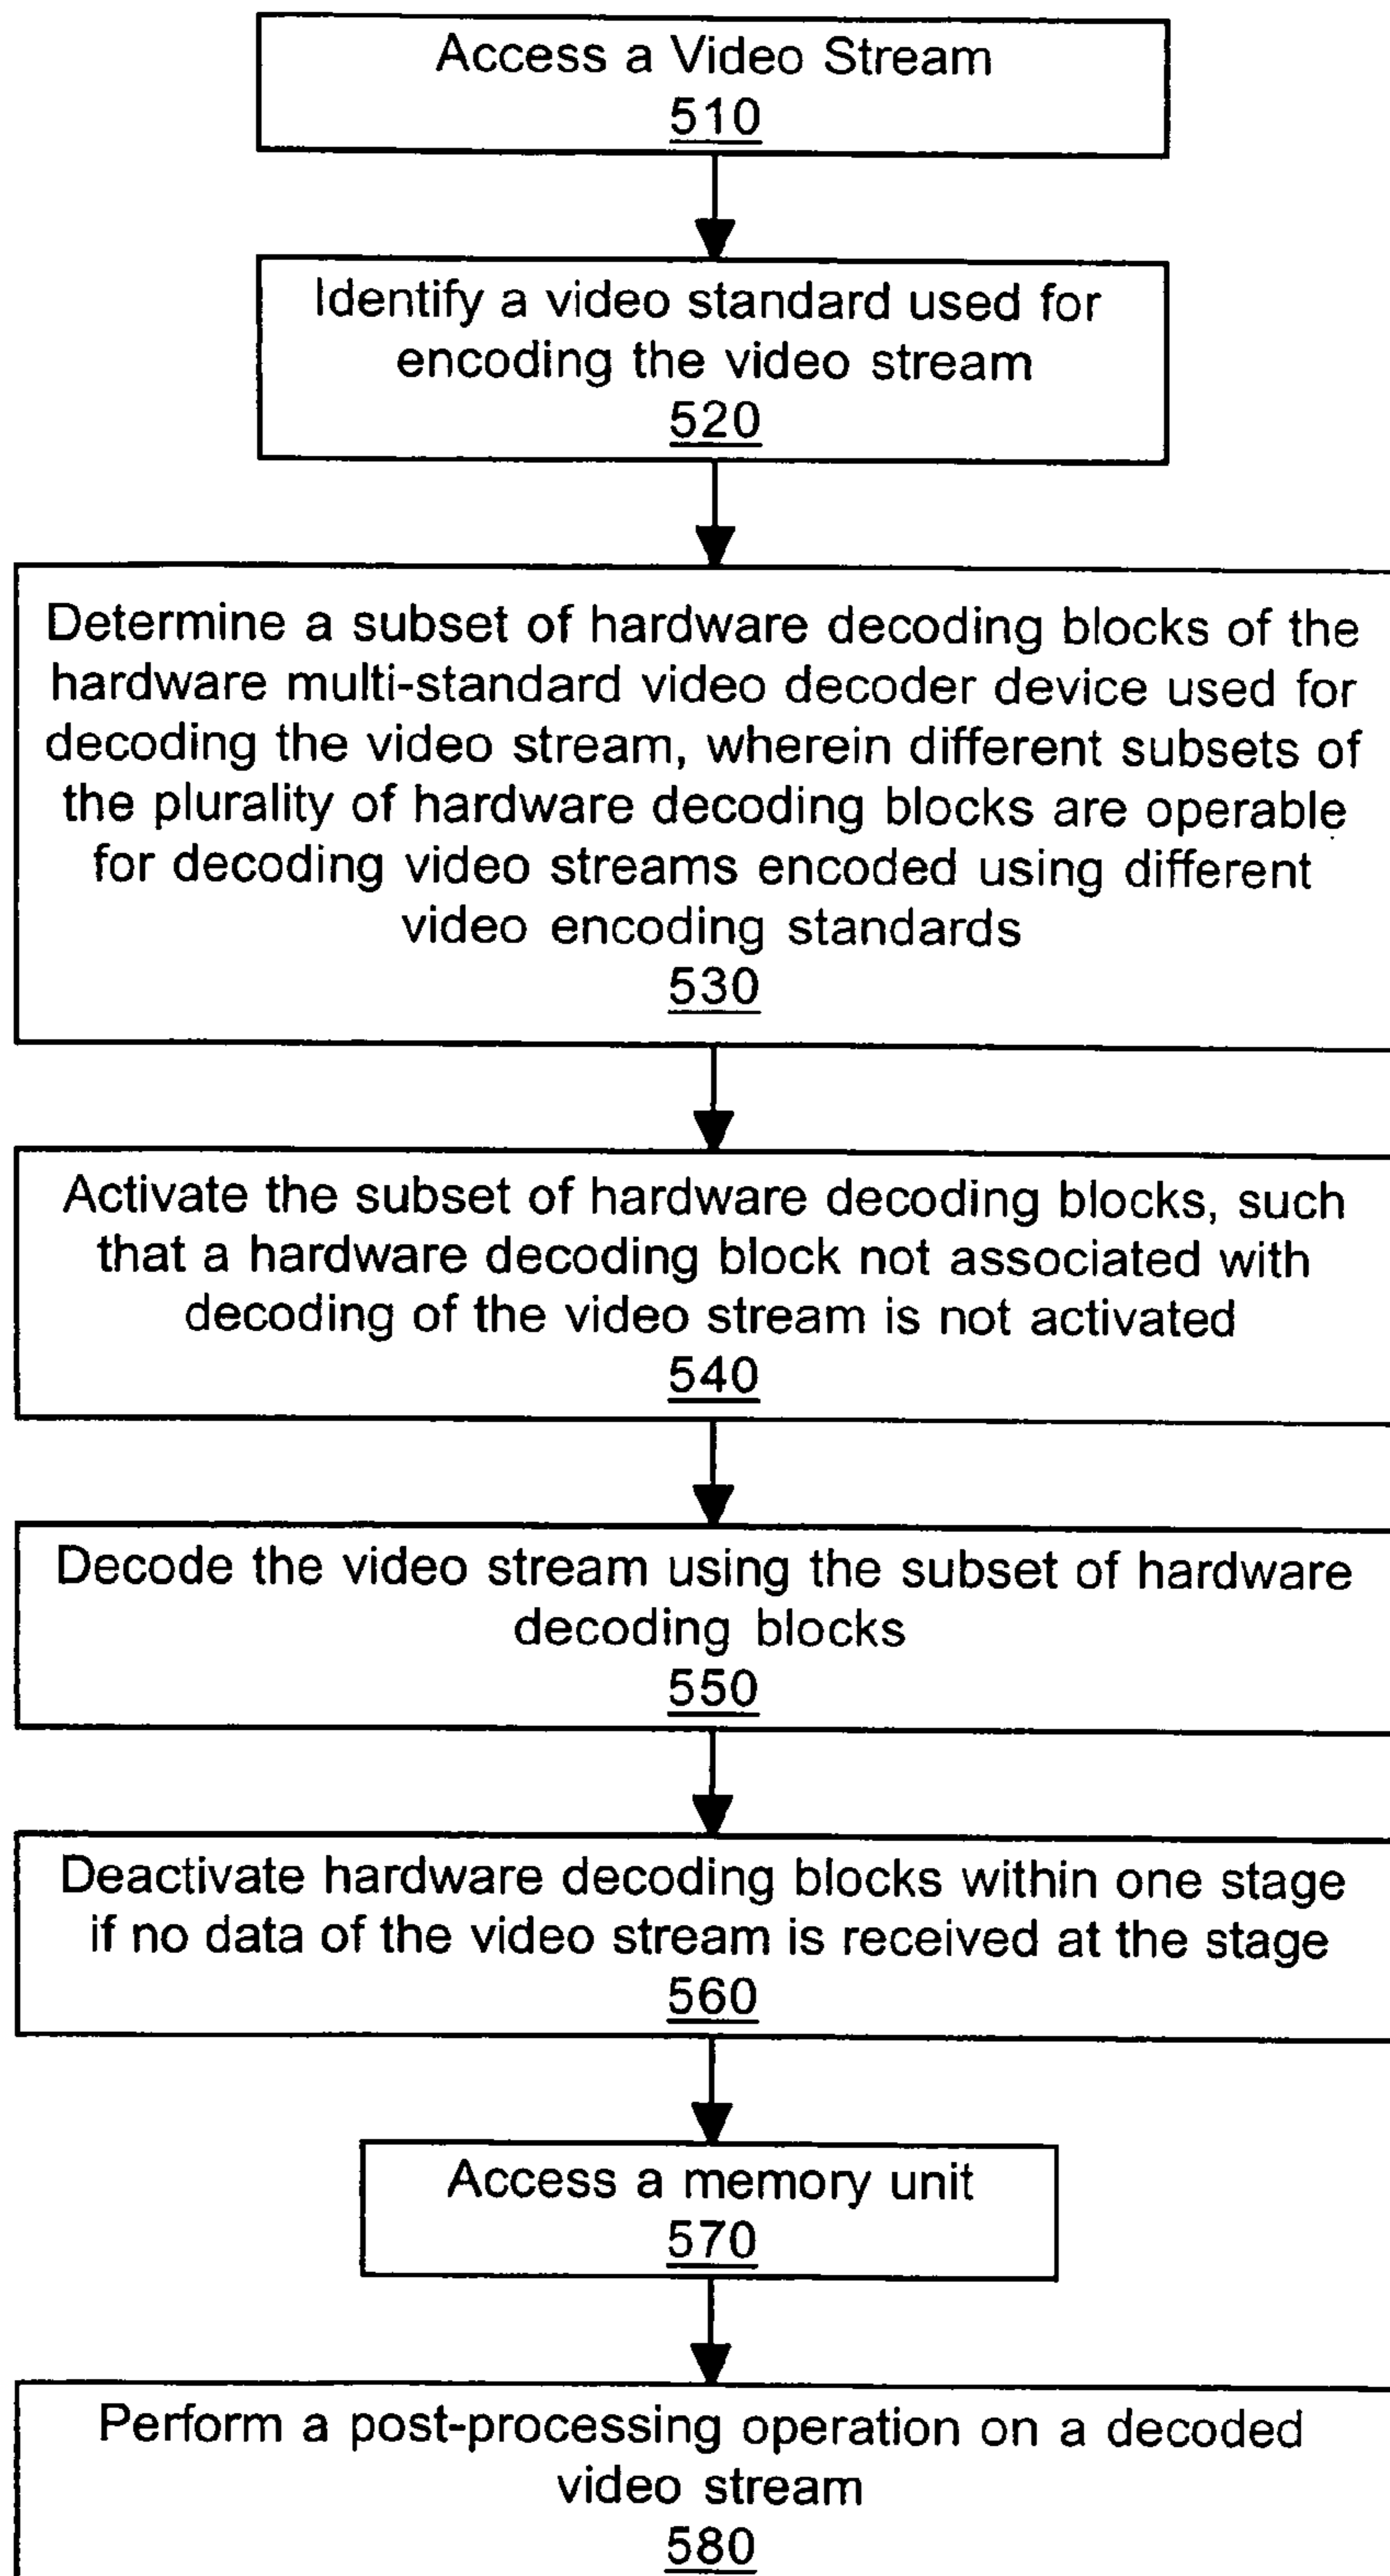 Access a Video Stream
510
Identify a video standard used for
encoding the video stream
520
Determine a subset of hardware decoding blocks of the
hardware multi-standard video decoder device used for
decoding the video stream, wherein different subsets of
the plurality of hardware decoding blocks are operable
for decoding video streams encoded using different
video encoding standards
530
Activate the subset of hardware decoding blocks, such
that a hardware decoding block not associated with
decoding of the video stream is not activated
540
Decode the video stream using the subset of hardware
decoding blocks
550
Deactivate hardware decoding blocks within one stage
if no data of the video stream is received at the stage
560
Access a memory unit
570
Perform a post-processing operation on a decoded
video stream
580